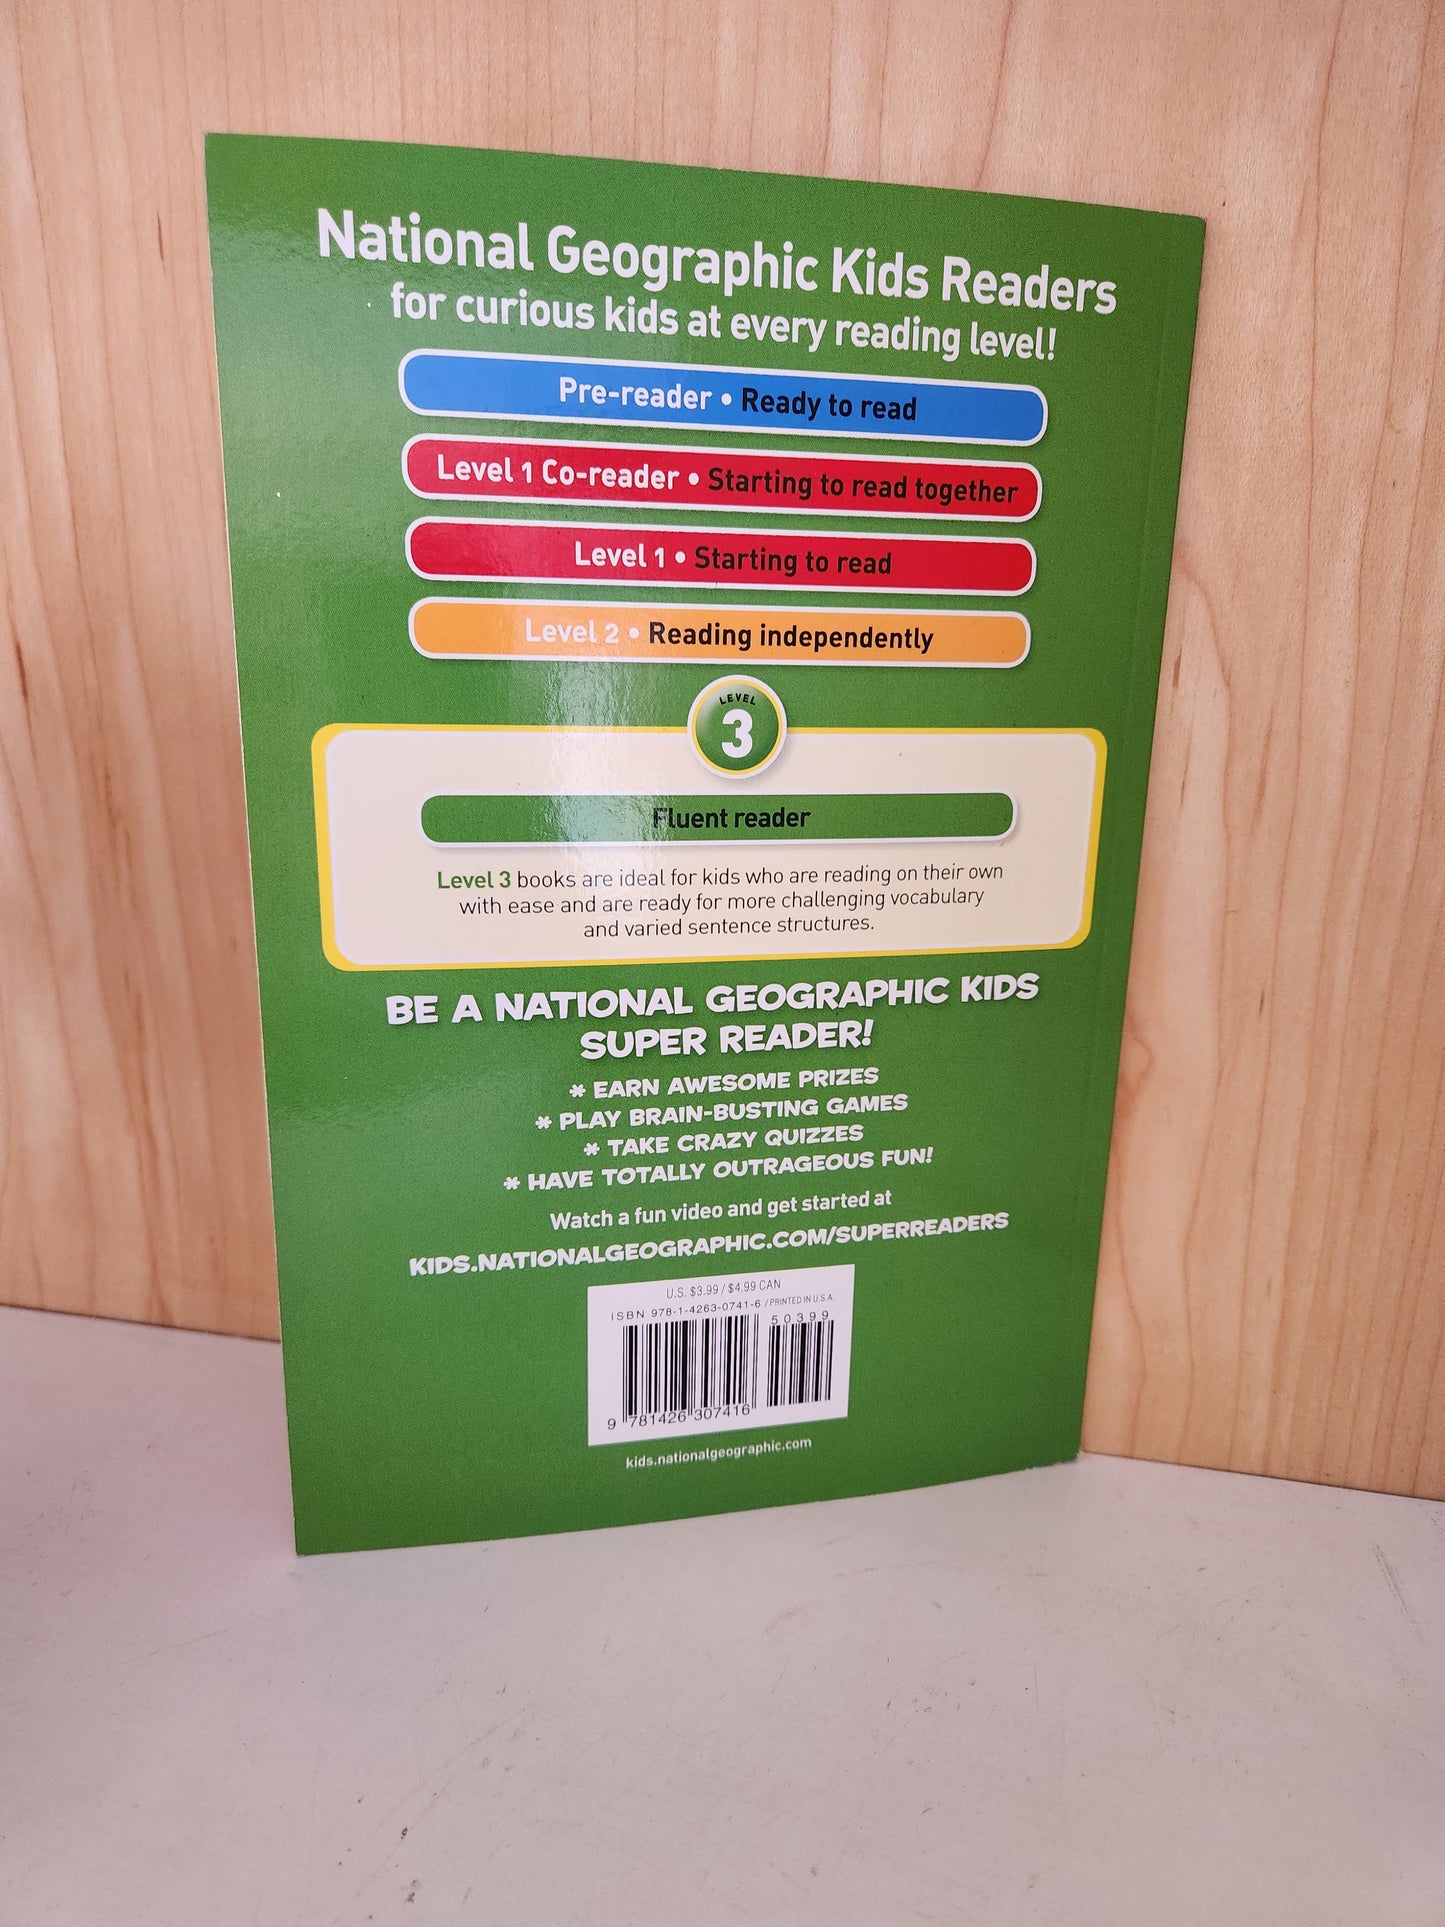 National Geographic Kids Readers
for curious kids at every reading level!
Pre-reader • Ready to read
Level 1 Co-reader • Starting to read together
Level 1 • Starting to read
Level 2 • Reading independently
LEVEL
3
Fluent reader
Level 3 books are ideal for kids who are reading on their own
with ease and are ready for more challenging vocabulary
and varied sentence structures.
BE A NATIONAL GEOGRAPHIC KIDS
SUPER READER!
* EARN AWESOME PRIZES
* PLAY BRAIN-BUSTING GAMES
* TAKE CRAZY QUIZZES
* HAVE TOTALLY OUTRAGEOUS FUN!
Watch a fun video and get started at
KIDS.NATIONALGEOGRAPHIC.COM/SUPERREADERS
U.S. $3.99 / $4.99 CAN
ISBN 978-1-4263-0741-6 / PRINTED IN U.S.A.
50399
9 781426 307416
kids.nationalgeographic.com